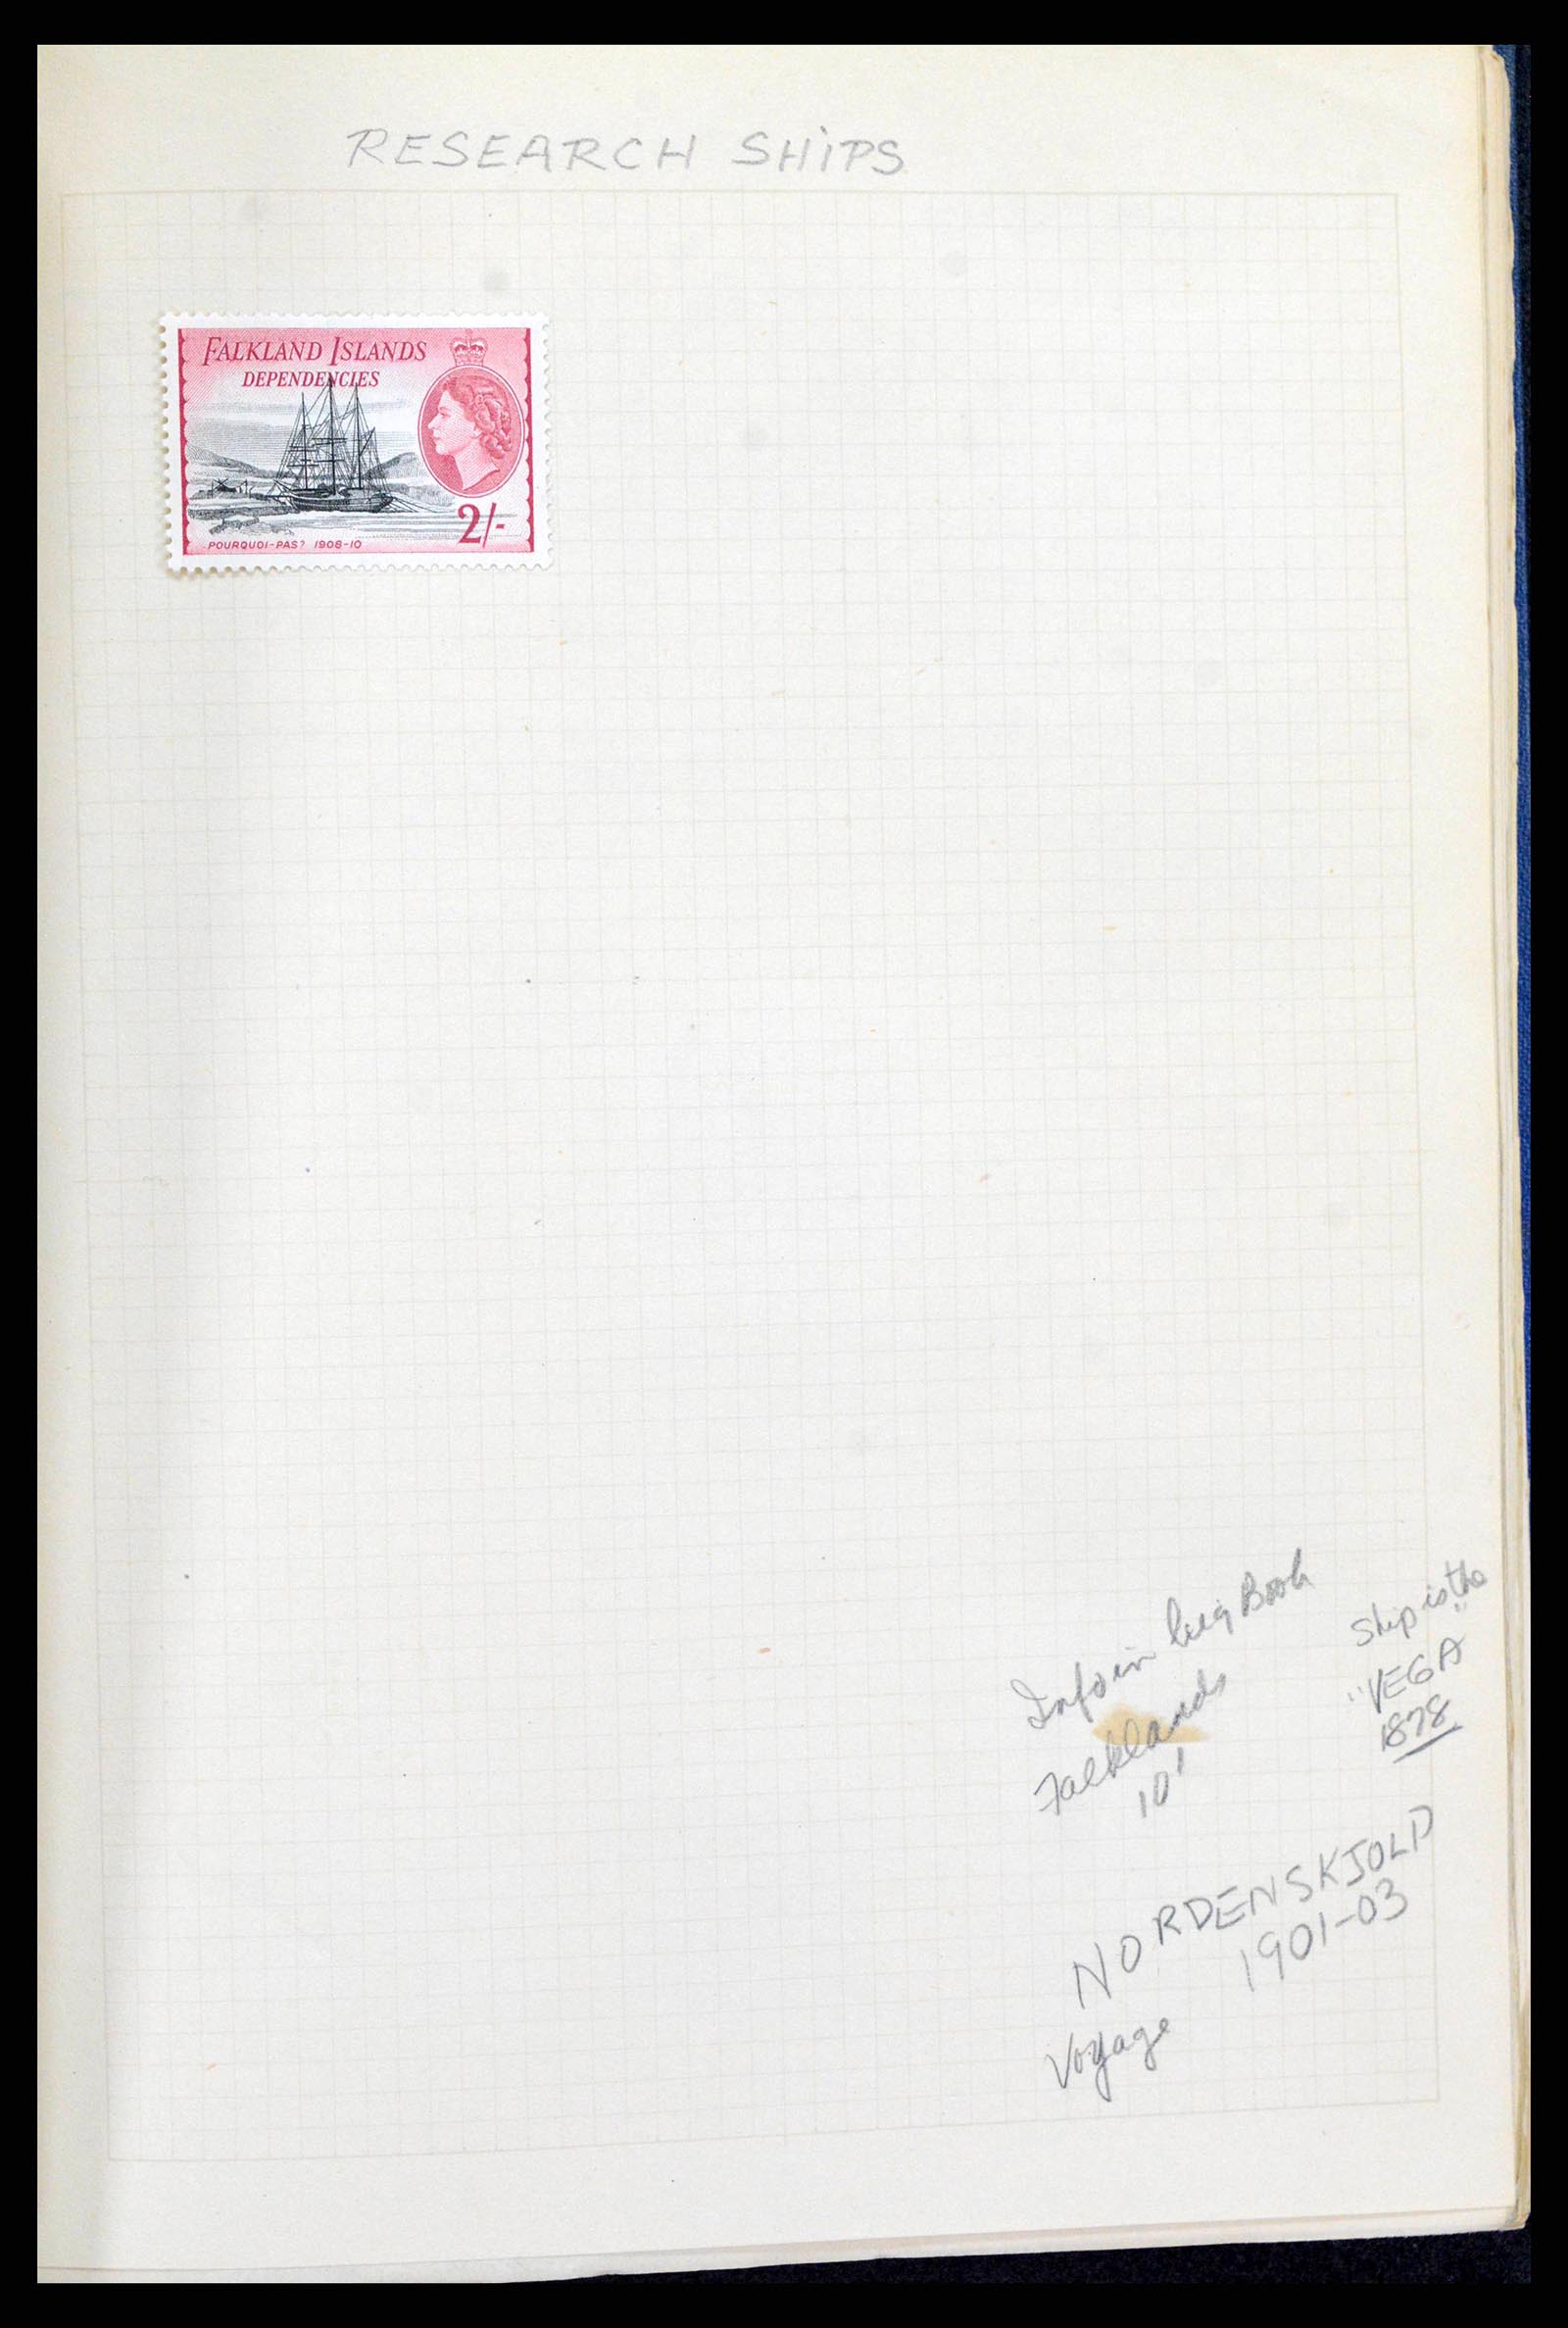 RESEARCH SHiPS
FALKLAND ISLANDS
DEPENDENCIES
2/-
POURQUOI-PAS? 1908-10
Info in big Book
Falklands
10'
Ship is the
"VEGA"
1878
NORDENSKJOLD
1901-03
Voyage